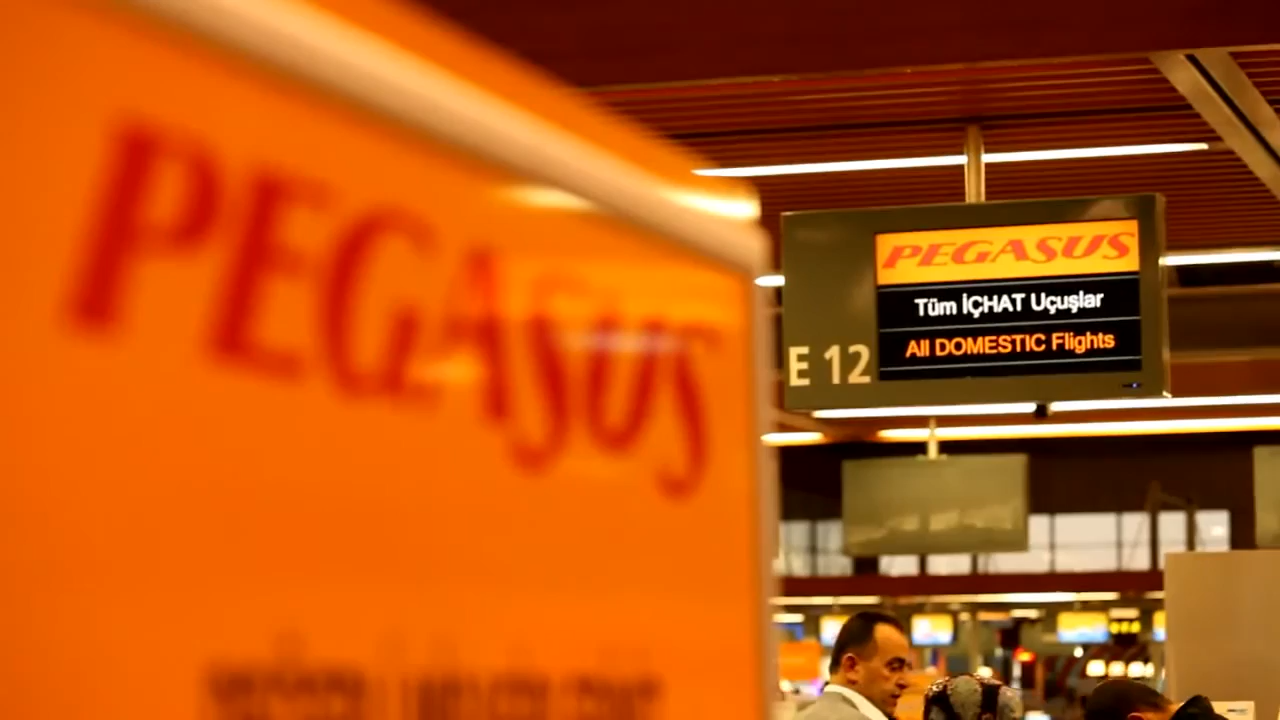 PEGASUS
PEGASUS
Tüm İÇHAT Uçuşlar
All DOMESTIC Flights
E 12